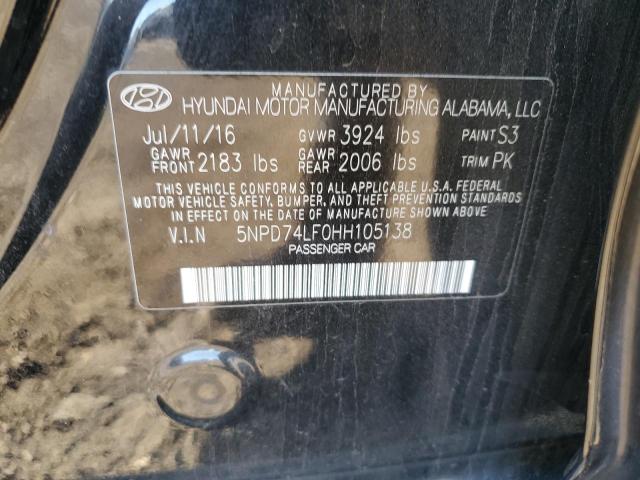 MANUFACTURED BY
HYUNDAI MOTOR MANUFACTURING ALABAMA, LLC
Jul/11/16 GVWR 3924 lbs PAINT S3
GAWR FRONT 2183 lbs GAWR REAR 2006 lbs TRIM PK
THIS VEHICLE CONFORMS TO ALL APPLICABLE U.S.A. FEDERAL
MOTOR VEHICLE SAFETY, BUMPER, AND THEFT PREVENTION STANDARDS
IN EFFECT ON THE DATE OF MANUFACTURE SHOWN ABOVE.
V.I.N 5NPD74LF0HH105138
PASSENGER CAR